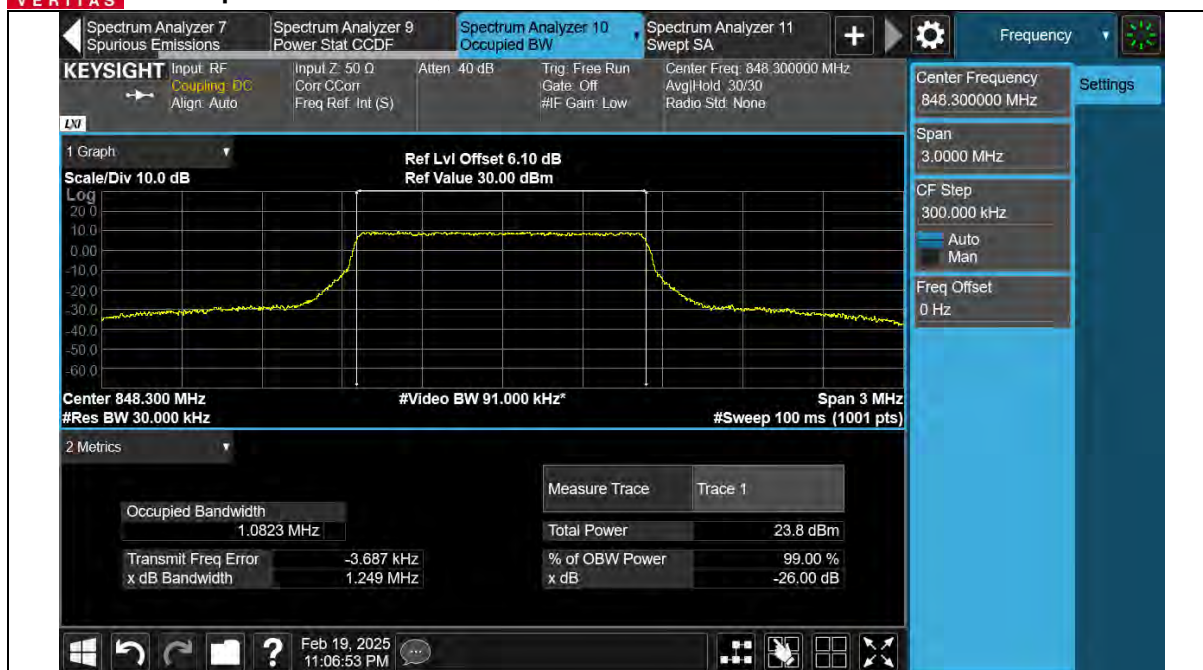 VERITAS
Spectrum Analyzer 7
Spurious Emissions
Spectrum Analyzer 9
Power Stat CCDF
Spectrum Analyzer 10
Occupied BW
Spectrum Analyzer 11
Swept SA
Frequency
KEYSIGHT
Input: RF
Coupling: DC
Align: Auto
Input Z: 50 Ω
Corr CCorr
Freq Ref: Int (S)
Atten: 40 dB
Trig: Free Run
Gate: Off
#IF Gain: Low
Center Freq: 848.300000 MHz
Avg|Hold: 30/30
Radio Std: None
LXI
Center Frequency
848.300000 MHz
Settings
Span
3.0000 MHz
CF Step
300.000 kHz
Auto
Man
Freq Offset
0 Hz
1 Graph
Scale/Div 10.0 dB
Ref Lvl Offset 6.10 dB
Ref Value 30.00 dBm
Log
20.0
10.0
0.00
-10.0
-20.0
-30.0
-40.0
-50.0
-60.0
Center 848.300 MHz
#Video BW 91.000 kHz*
Span 3 MHz
#Res BW 30.000 kHz
#Sweep 100 ms (1001 pts)
2 Metrics
Measure Trace Trace 1
Occupied Bandwidth
1.0823 MHz
Total Power 23.8 dBm
Transmit Freq Error -3.687 kHz
% of OBW Power 99.00 %
x dB Bandwidth 1.249 MHz
x dB -26.00 dB
?
Feb 19, 2025
11:06:53 PM